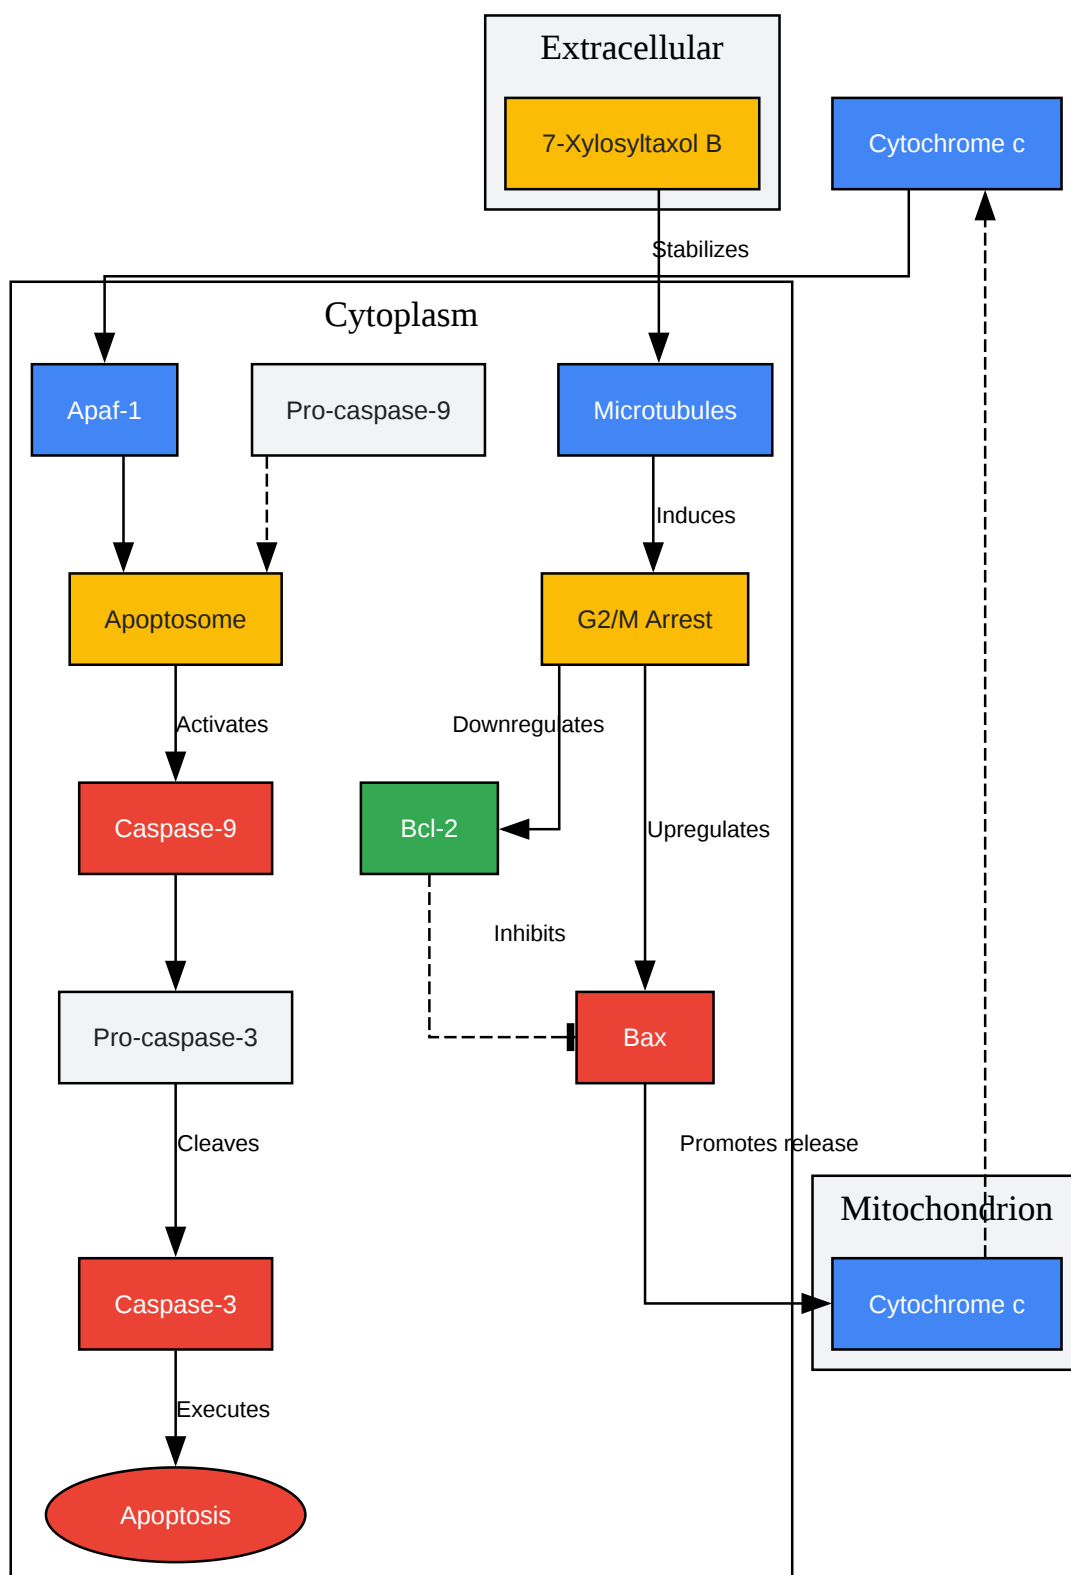 Extracellular
7-Xylosyltaxol B
Cytochrome c
Stabilizes
Cytoplasm
Apaf-1
Pro-caspase-9
Microtubules
Induces
Apoptosome
G2/M Arrest
Activates
Downregulates
Caspase-9
Bcl-2
Upregulates
Inhibits
Pro-caspase-3
Bax
Cleaves
Promotes release
Mitochondrion
Caspase-3
Cytochrome c
Executes
Apoptosis